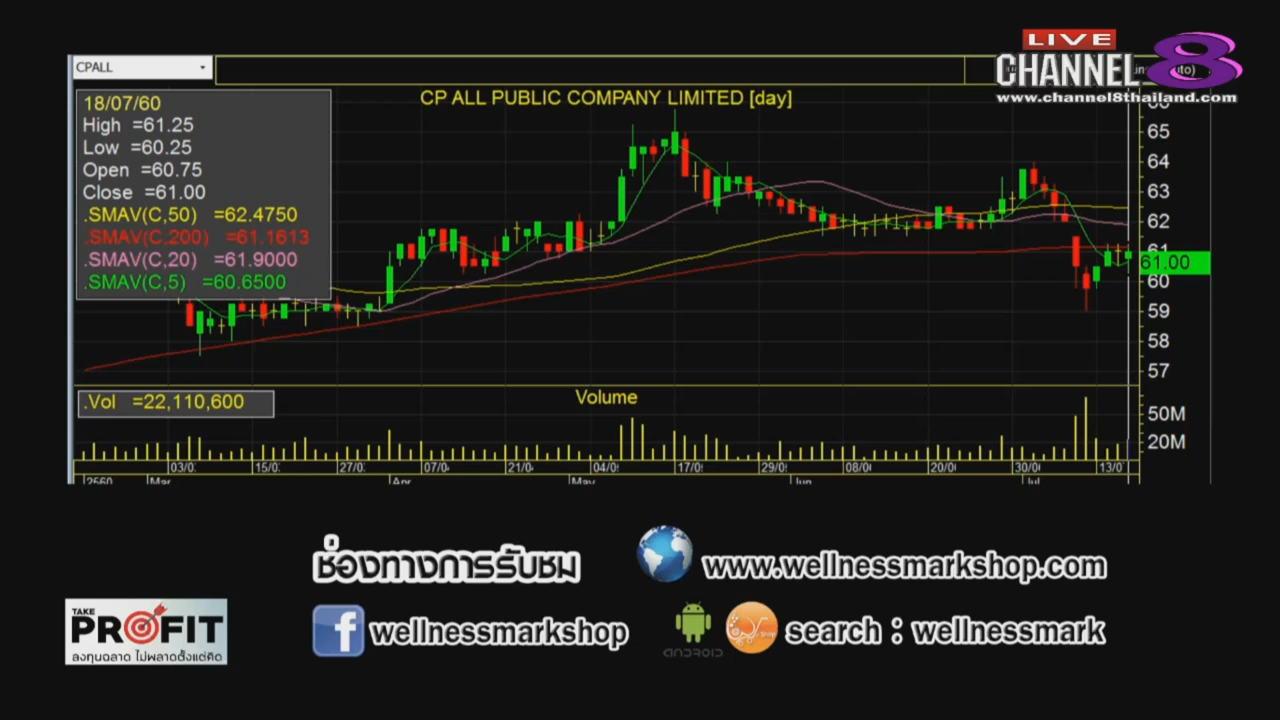 LIVE
CHANNEL 8
www.channel8thailand.com
CPALL
CP ALL PUBLIC COMPANY LIMITED [day]
18/07/60
High =61.25
Low =60.25
Open =60.75
Close =61.00
.SMAV(C,50) =62.4750
.SMAV(C,200) =61.1613
.SMAV(C,20) =61.9000
.SMAV(C,5) =60.6500
65
64
63
62
61
61.00
60
59
58
57
.Vol =22,110,600
Volume
50M
20M
03/0 15/0 27/0 07/0 21/0 04/0 17/0 29/0 08/0 20/0 30/0 13/0
2560 Mar Apr May Jun Jul
ช่องทางการรับชม
www.wellnessmarkshop.com
wellnessmarkshop
ANDROID
search : wellnessmark
TAKE
PROFIT
ลงทุนฉลาด ไม่พลาดตั้งแต่คิด